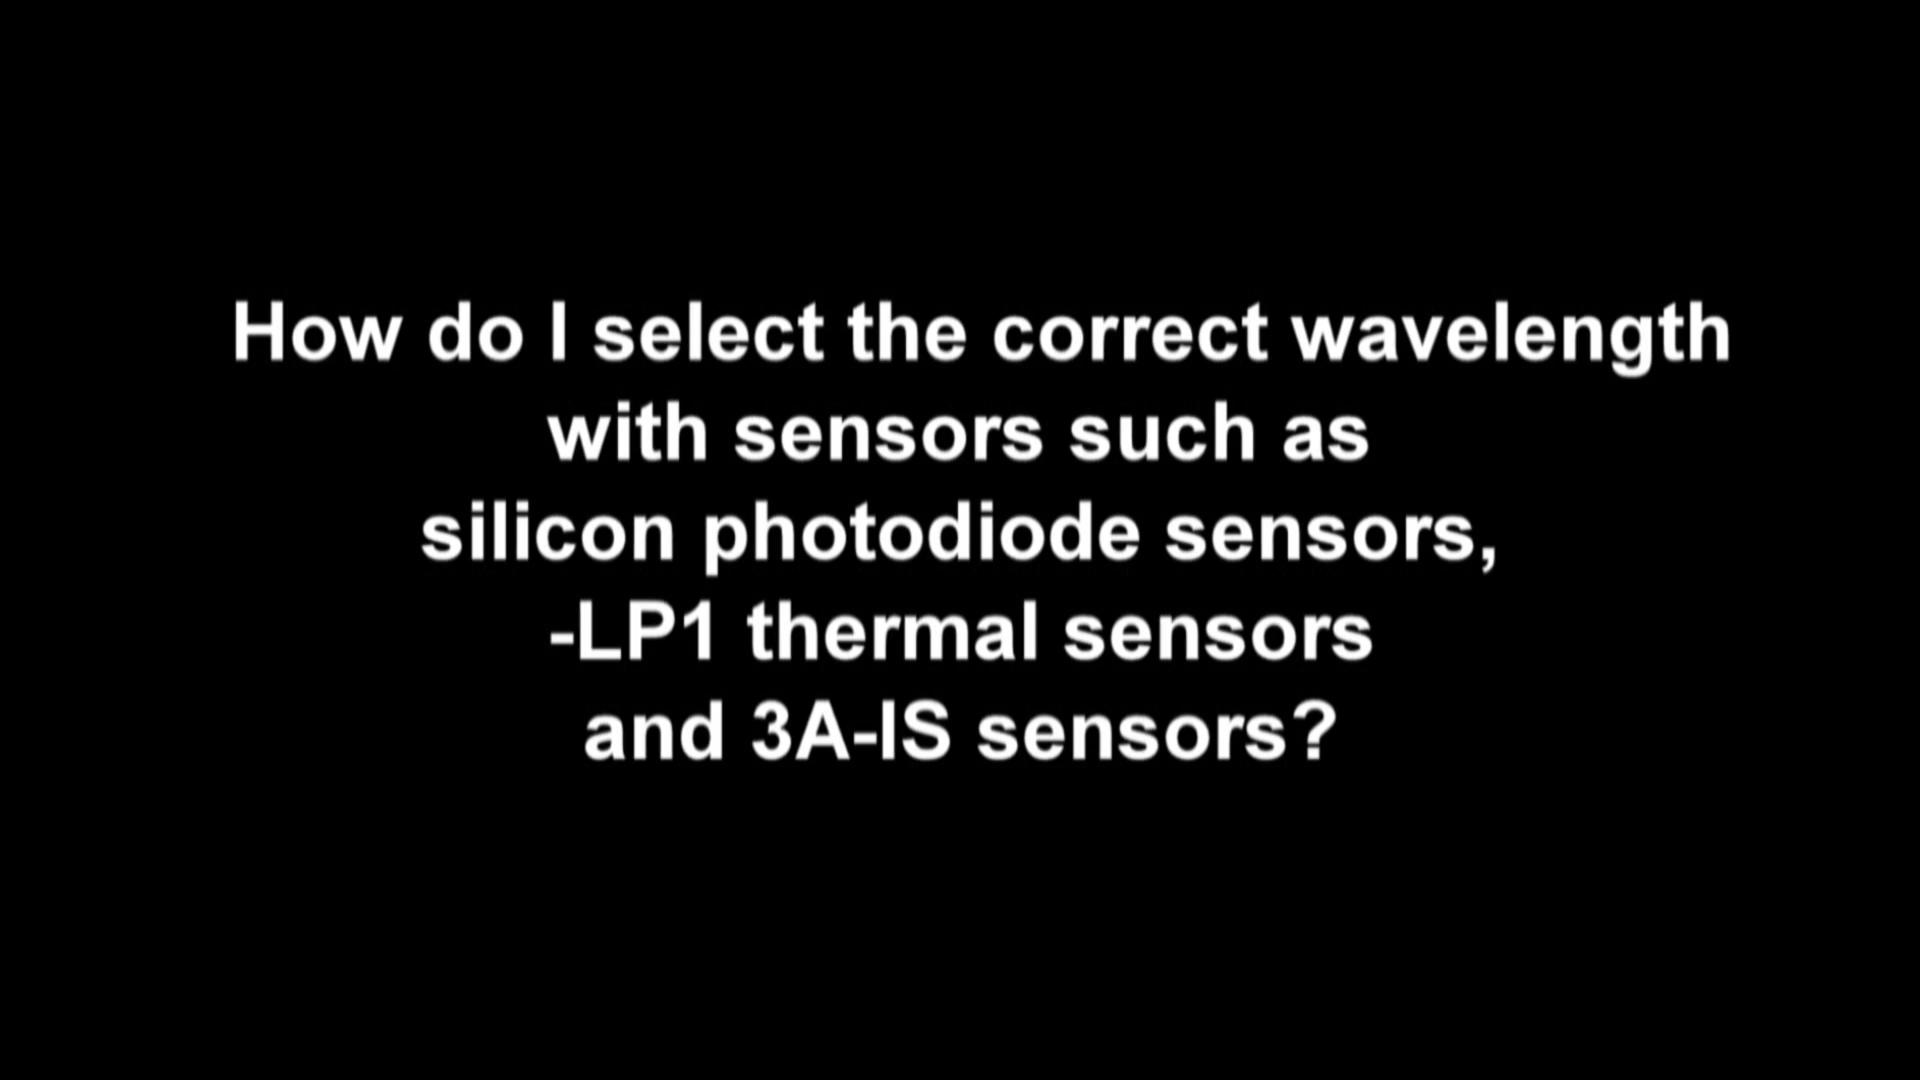 How do I select the correct wavelength
with sensors such as
silicon photodiode sensors,
-LP1 thermal sensors
and 3A-IS sensors?